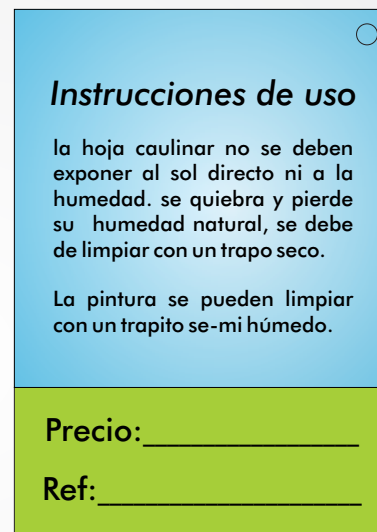 Instrucciones de uso
la hoja caulinar no se deben
exponer al sol directo ni a la
humedad. se quiebra y pierde
su humedad natural, se debe
de limpiar con un trapo seco.
La pintura se pueden limpiar
con un trapito se-mi húmedo.
Precio:__________________
Ref:______________________